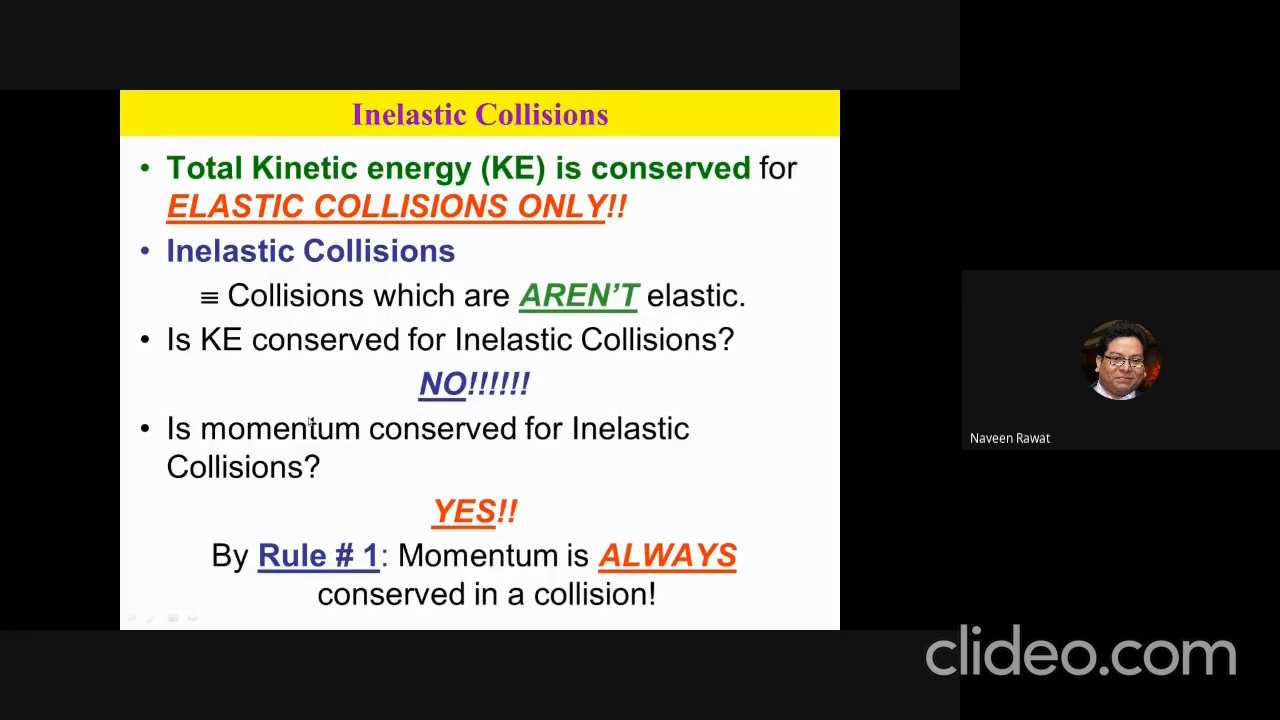 Inelastic Collisions
• Total Kinetic energy (KE) is conserved for
ELASTIC COLLISIONS ONLY!!
• Inelastic Collisions
≡ Collisions which are AREN’T elastic.
• Is KE conserved for Inelastic Collisions?
NO!!!!!!
• Is momentum conserved for Inelastic
Collisions?
YES!!
By Rule # 1: Momentum is ALWAYS
conserved in a collision!
Naveen Rawat
clideo.com